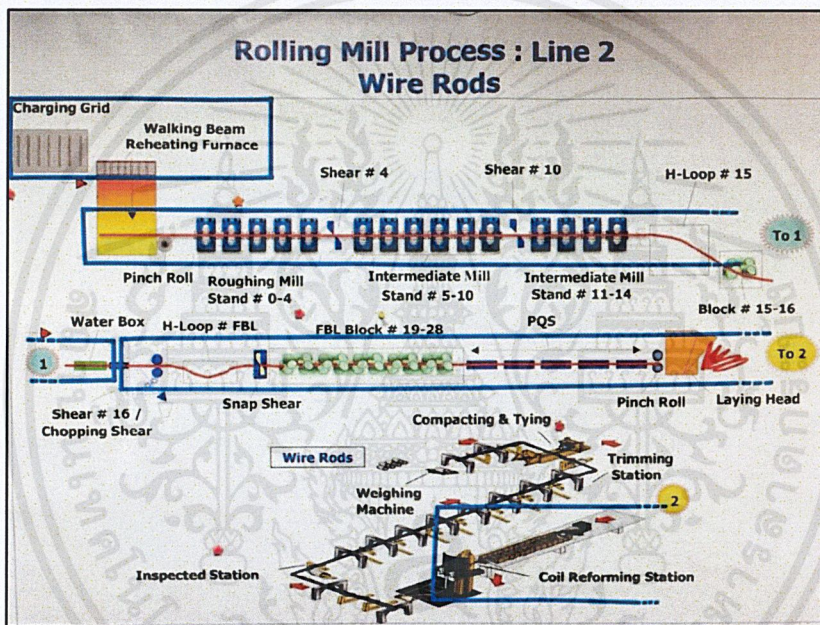 Rolling Mill Process : Line 2
Wire Rods
Charging Grid
Walking Beam
Reheating Furnace
Shear # 4
Shear # 10
H-Loop # 15
To 1
Pinch Roll
Roughing Mill
Stand # 0-4
Intermediate Mill
Stand # 5-10
Intermediate Mill
Stand # 11-14
Block # 15-16
Water Box
H-Loop # FBL
FBL Block # 19-28
PQS
1
To 2
Shear # 16 /
Chopping Shear
Snap Shear
Pinch Roll
Laying Head
Compacting & Tying
Wire Rods
Trimming
Station
Weighing
Machine
2
Inspected Station
Coil Reforming Station